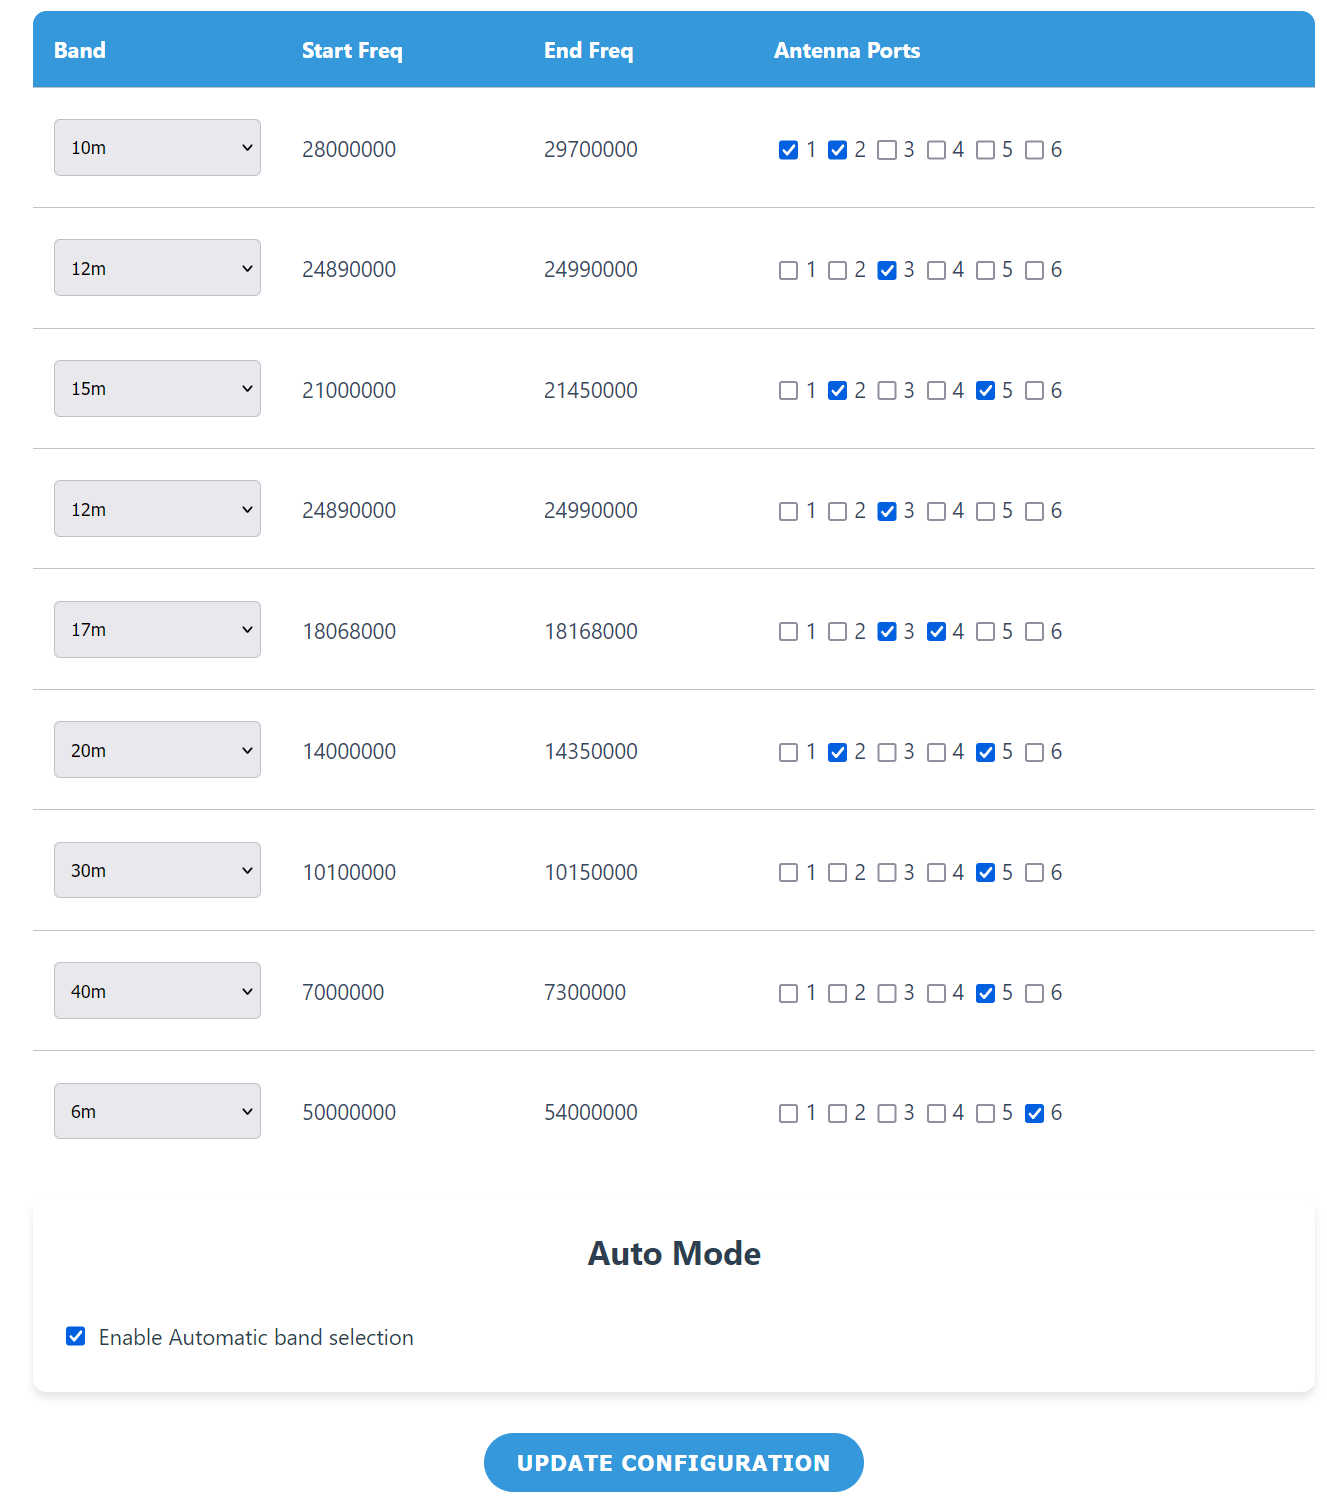 Band Start Freq End Freq Antenna Ports
10m 28000000 29700000 1 2 3 4 5 6
12m 24890000 24990000 1 2 3 4 5 6
15m 21000000 21450000 1 2 3 4 5 6
12m 24890000 24990000 1 2 3 4 5 6
17m 18068000 18168000 1 2 3 4 5 6
20m 14000000 14350000 1 2 3 4 5 6
30m 10100000 10150000 1 2 3 4 5 6
40m 7000000 7300000 1 2 3 4 5 6
6m 50000000 54000000 1 2 3 4 5 6
Auto Mode
Enable Automatic band selection
UPDATE CONFIGURATION